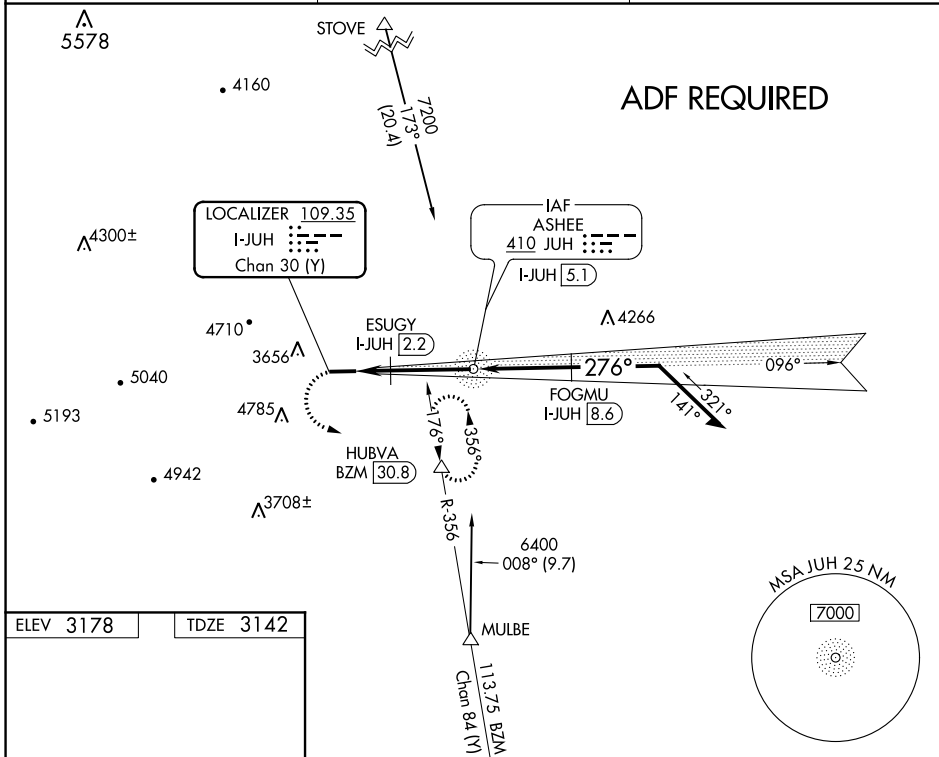 5578
4160
STOVE
7200
173°
(20.4)
ADF REQUIRED
LOCALIZER 109.35
I-JUH
Chan 30 (Y)
IAF
ASHEE
410 JUH
I-JUH 5.1
4300±
4710
3656
ESUGY
I-JUH 2.2
4266
276°
096°
FOGMU
I-JUH 8.6
321°
141°
5040
5193
4785
4942
3708±
HUBVA
BZM 30.8
176°
356°
R-356
6400
008° (9.7)
MULBE
113.75 BZM
Chan 84 (Y)
MSA JUH 25 NM
7000
ELEV 3178
TDZE 3142